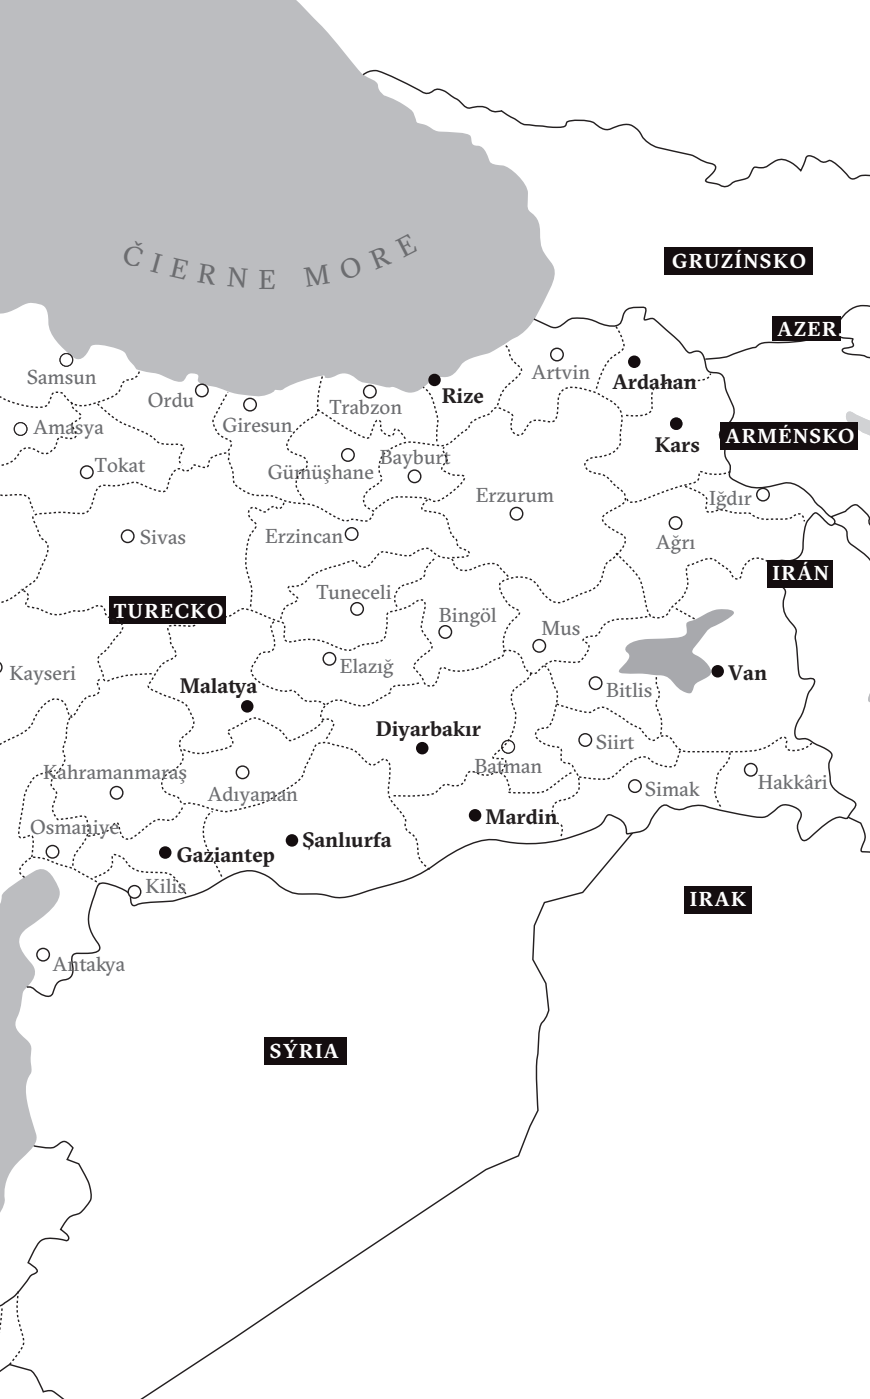 ČIERNE MORE
GRUZÍNSKO
AZER.
Samsun
Ordu
Giresun
Trabzon
Rize
Artvin
Ardahan
Amasya
Tokat
Gümüşhane
Bayburt
Kars
ARMÉNSKO
Sivas
Erzincan
Erzurum
Iğdır
Ağrı
IRÁN
TURECKO
Tuneceli
Bingöl
Mus
Kayseri
Elazığ
Bitlis
Van
Malatya
Diyarbakır
Siirt
Batman
Kahramanmaraş
Adıyaman
Simak
Hakkâri
Osmaniye
Gaziantep
Şanlıurfa
Mardin
Kilis
IRAK
Antakya
SÝRIA